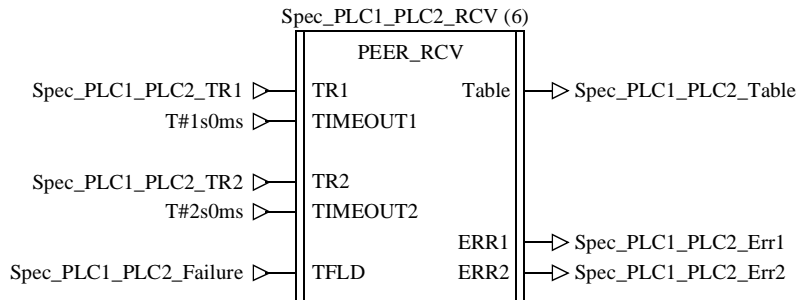 Spec_PLC1_PLC2_RCV (6)
PEER_RCV
Spec_PLC1_PLC2_TR1 TR1 Table Spec_PLC1_PLC2_Table
T#1s0ms TIMEOUT1
Spec_PLC1_PLC2_TR2 TR2
T#2s0ms TIMEOUT2
ERR1 Spec_PLC1_PLC2_Err1
Spec_PLC1_PLC2_Failure TFLD ERR2 Spec_PLC1_PLC2_Err2